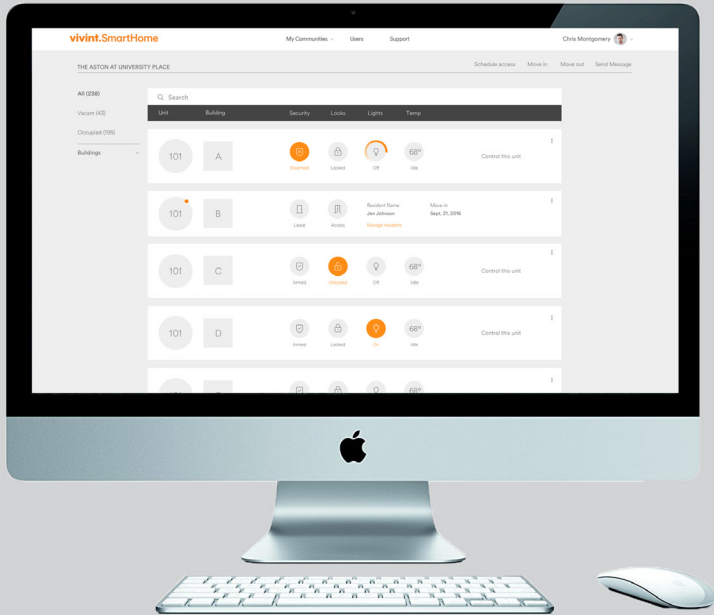 vivint.SmartHome My Communities Users Support Chris Montgomery
THE ASTON AT UNIVERSITY PLACE Schedule access Move in Move out Send Message
All (238)
Vacant (43)
Occupied (195)
Buildings
Search
Unit Building Security Locks Lights Temp
101 A 68° Control this unit
Disarmed Locked Off Idle
101 B Resident Name Move in
Jen Johnson Sept, 21, 2016
Leave Access Manage residents
101 C 68° Control this unit
Armed Unlocked Off Idle
101 D 68° Control this unit
Armed Locked On Idle
68°